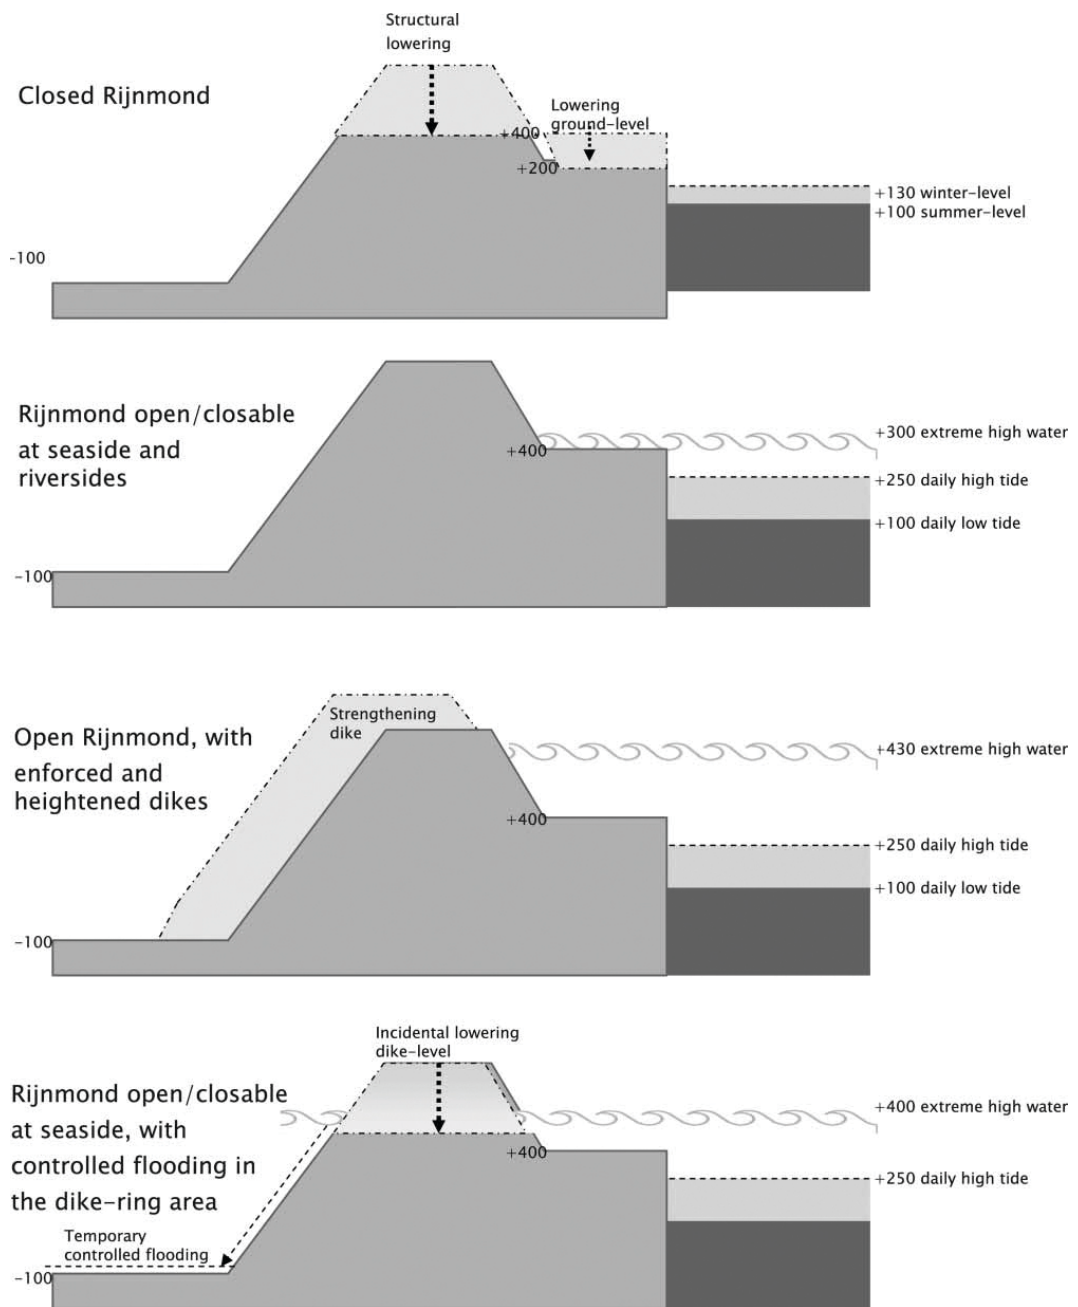 Structural
lowering
Closed Rijnmond
Lowering
ground-level
+400
+200
+130 winter-level
+100 summer-level
-100
Rijnmond open/closable
at seaside and
riversides
+300 extreme high water
+400
+250 daily high tide
+100 daily low tide
-100
Strengthening
dike
Open Rijnmond, with
enforced and
heightened dikes
+430 extreme high water
+400
+250 daily high tide
+100 daily low tide
-100
Incidental lowering
dike-level
Rijnmond open/closable
at seaside, with
controlled flooding in
the dike-ring area
+400 extreme high water
+400
+250 daily high tide
Temporary
controlled flooding
-100